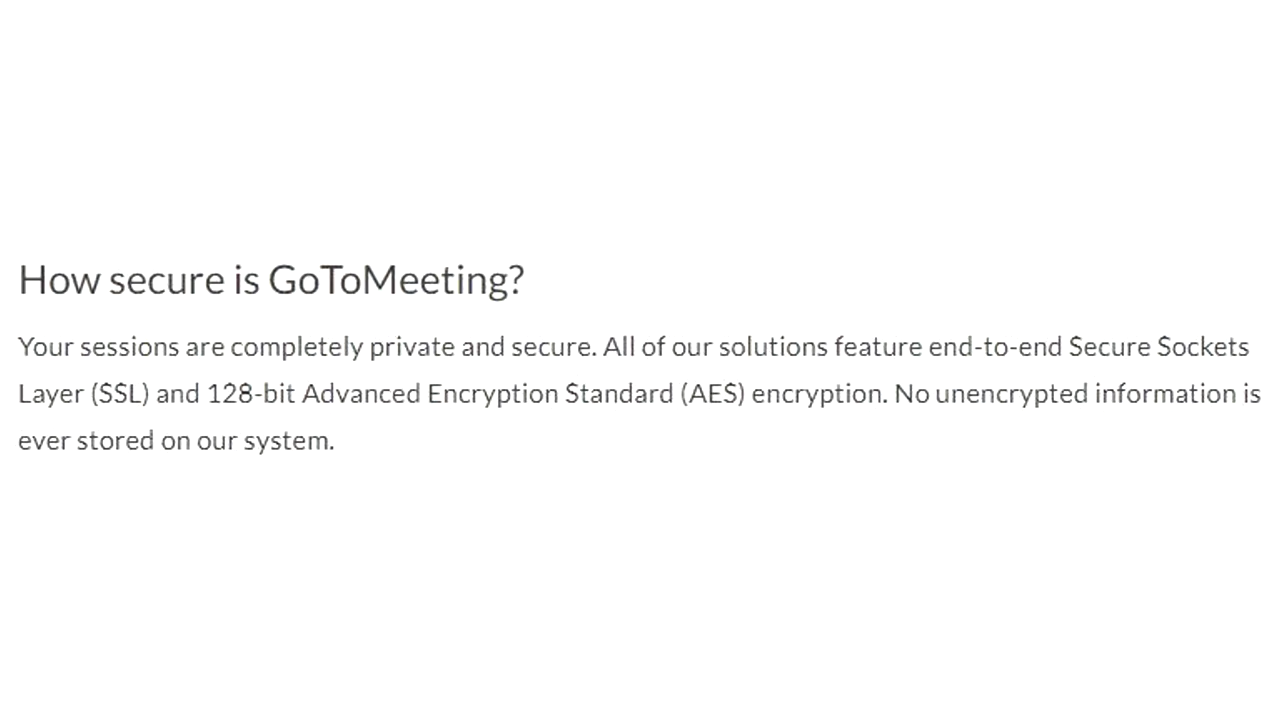 How secure is GoToMeeting?
Your sessions are completely private and secure. All of our solutions feature end-to-end Secure Sockets
Layer (SSL) and 128-bit Advanced Encryption Standard (AES) encryption. No unencrypted information is
ever stored on our system.